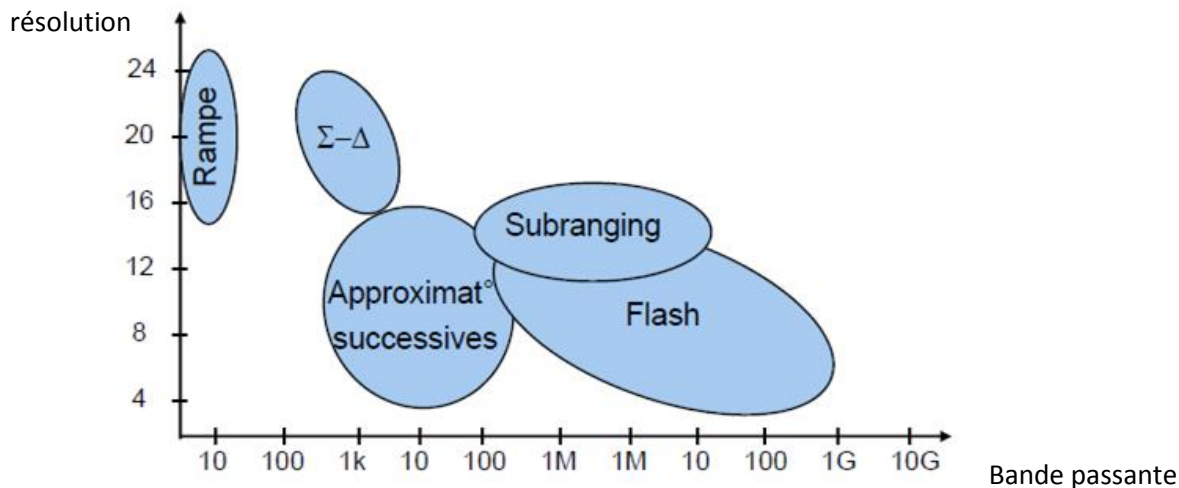 résolution
24
20
16
12
8
4
Rampe
Σ–Δ
Subranging
Approximat°
successives
Flash
10 100 1k 10 100 1M 1M 10 100 1G 10G
Bande passante